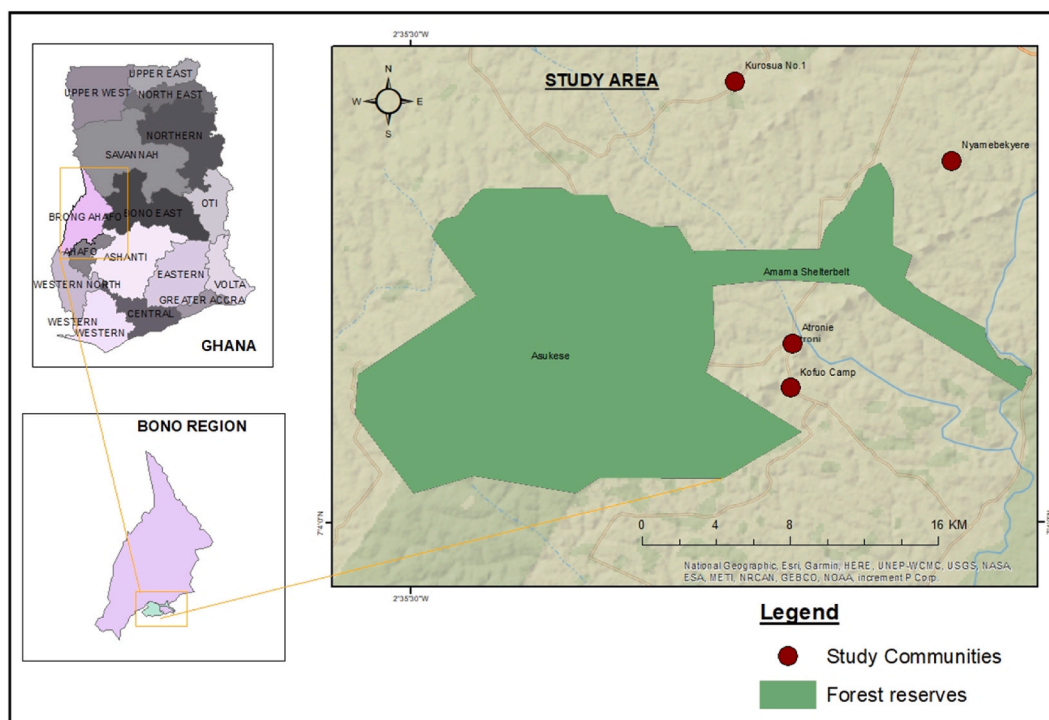 UPPER EAST
UPPER WEST
NORTH EAST
NORTHERN
SAVANNAH
OTI
BRONG AHAFO
BONO EAST
AHAFO
ASHANTI
EASTERN
WESTERN NORTH
VOLTA
GREATER ACCRA
CENTRAL
WESTERN
WESTERN
GHANA
BONO REGION
2°35'30"W
STUDY AREA
N
W
E
S
Kurosua No.1
Nyamebekyere
Amama Shelterbelt
Atronie
troni
Asukese
Kofuo Camp
7°4'0"N
0 4 8 16 KM
National Geographic, Esri, Garmin, HERE, UNEP-WCMC, USGS, NASA,
ESA, METI, NRCAN, GEBCO, NOAA, increment P Corp.
2°35'30"W
Legend
Study Communities
Forest reserves